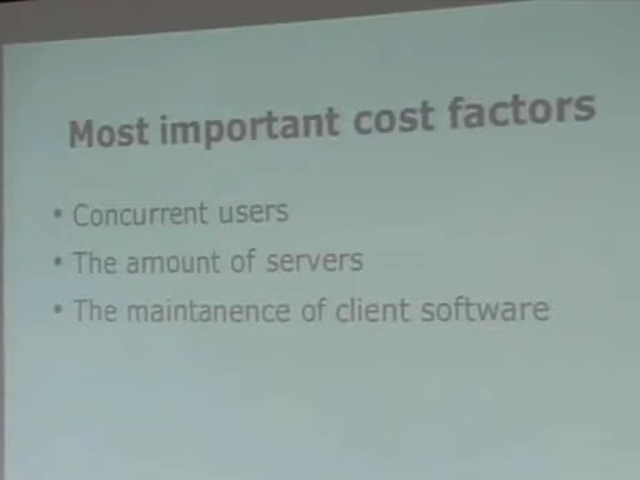 Most important cost factors
• Concurrent users
• The amount of servers
• The maintanence of client software